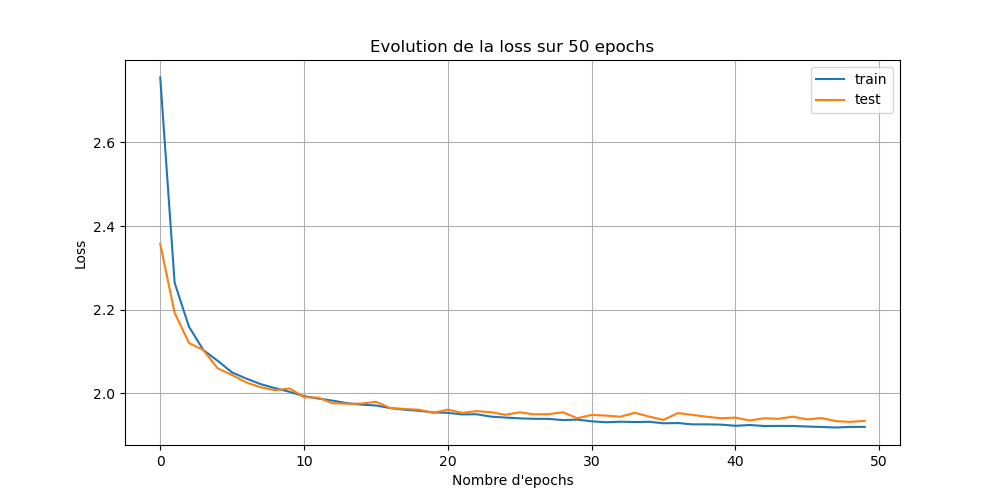 Evolution de la loss sur 50 epochs
train
test
Loss
2.6
2.4
2.2
2.0
0 10 20 30 40 50
Nombre d'epochs